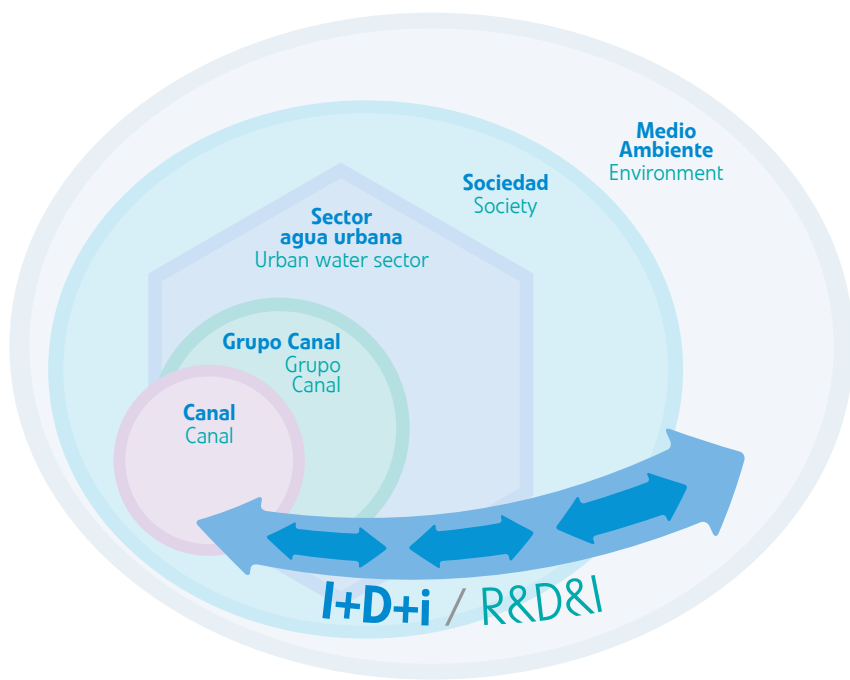 Medio
Ambiente
Environment
Sociedad
Society
Sector
agua urbana
Urban water sector
Grupo Canal
Grupo
Canal
Canal
Canal
I+D+i / R&D&I